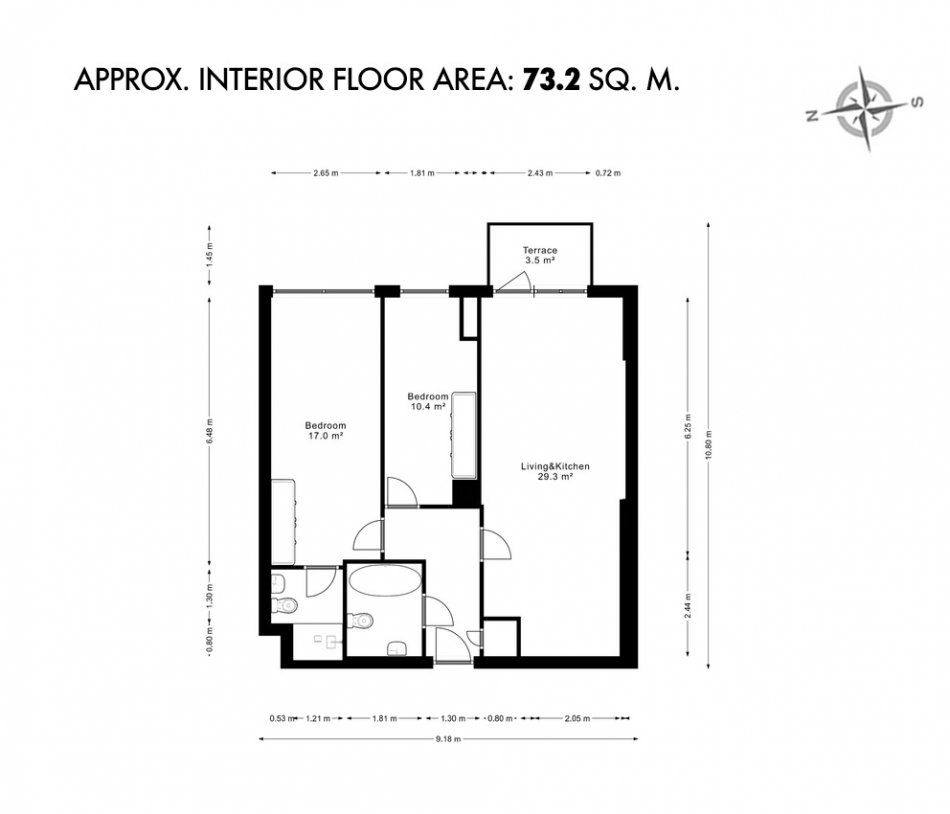 APPROX. INTERIOR FLOOR AREA: 73.2 SQ. M.
N
S
2.65 m
1.81 m
2.43 m
0.72 m
1.45 m
Terrace
3.5 m²
6.48 m
Bedroom
17.0 m²
Bedroom
10.4 m²
Living&Kitchen
29.3 m²
6.25 m
10.80 m
1.30 m
0.80 m
2.44 m
0.53 m
1.21 m
1.81 m
1.30 m
0.80 m
2.05 m
9.18 m